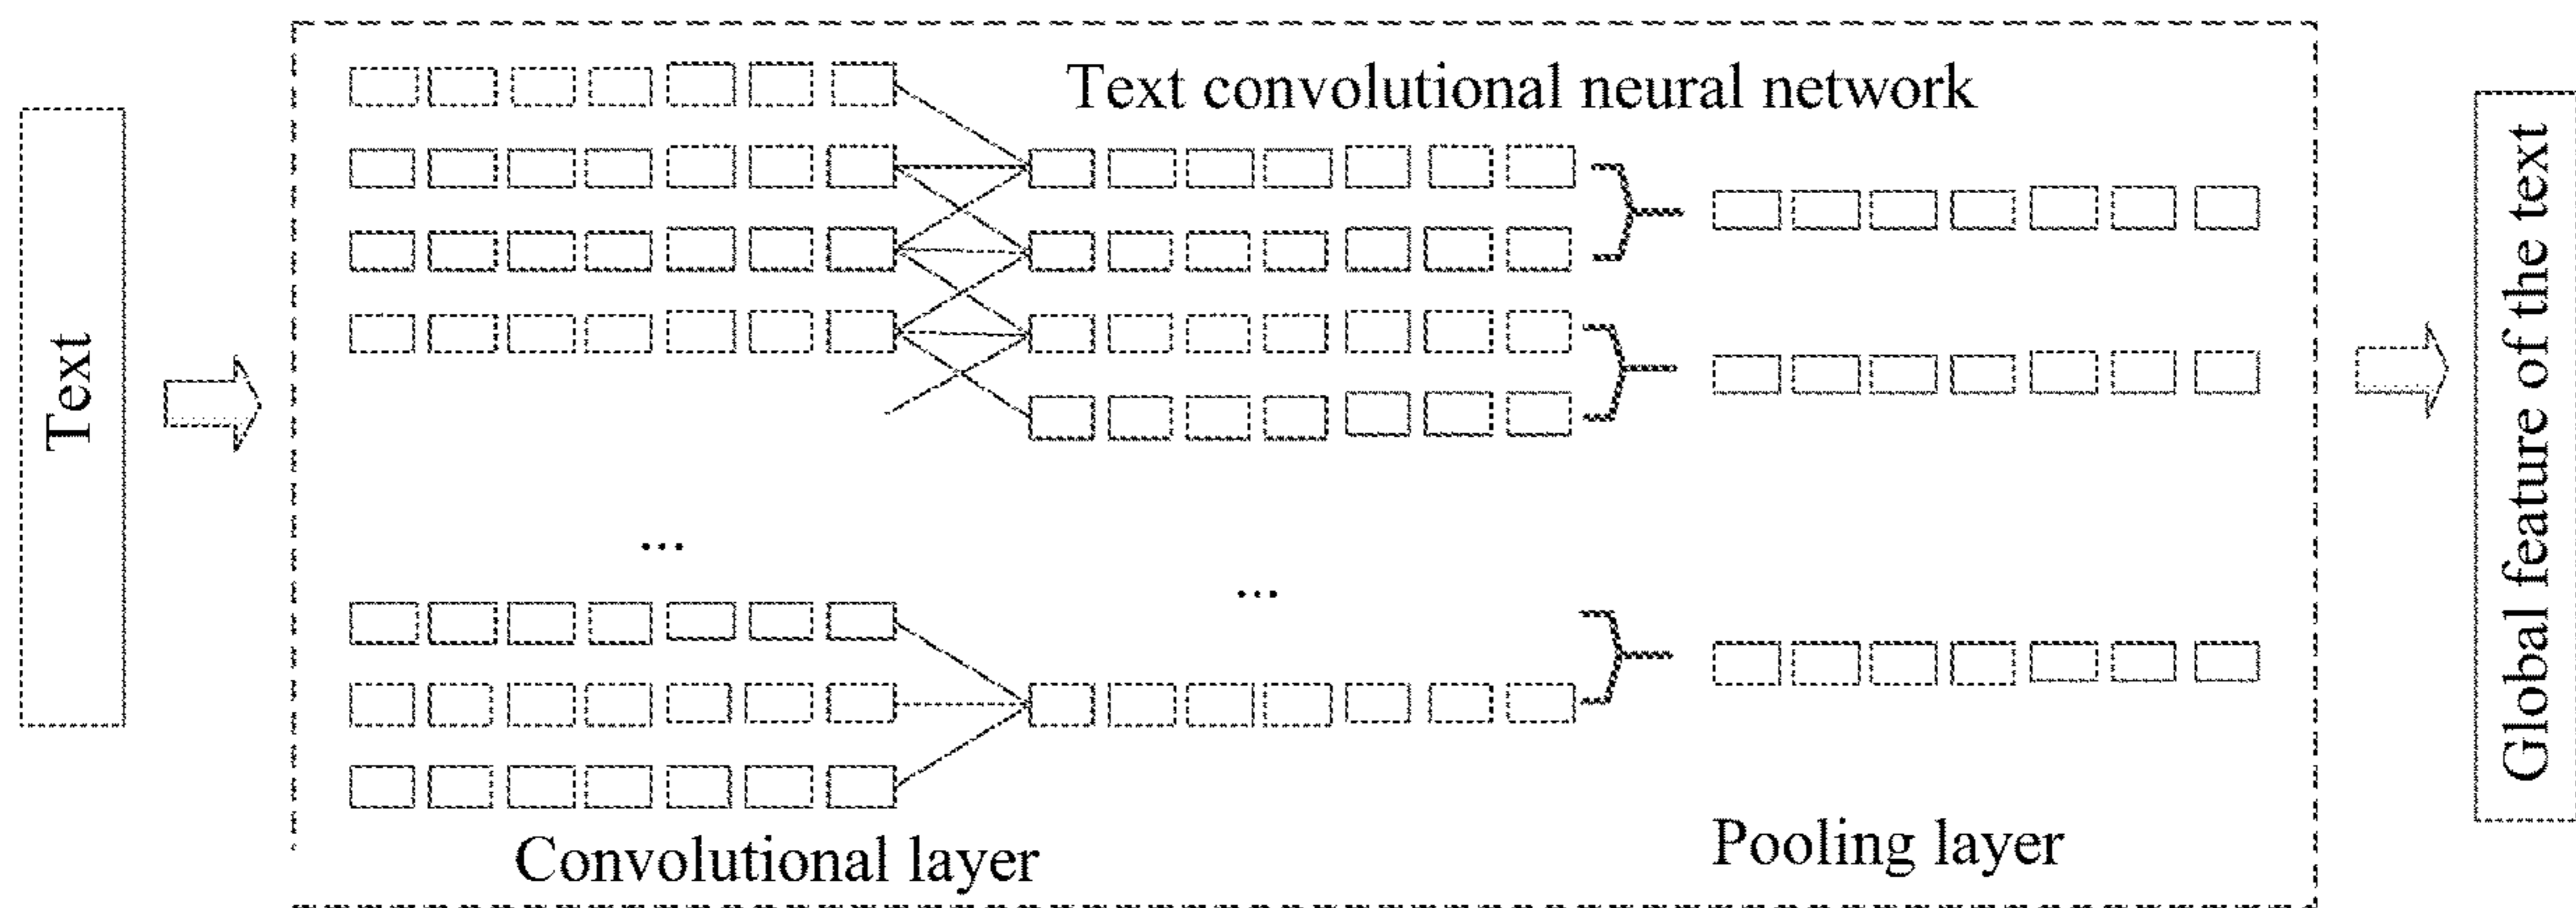 Text
Text convolutional neural network
...
...
Convolutional layer
Pooling layer
Global feature of the text